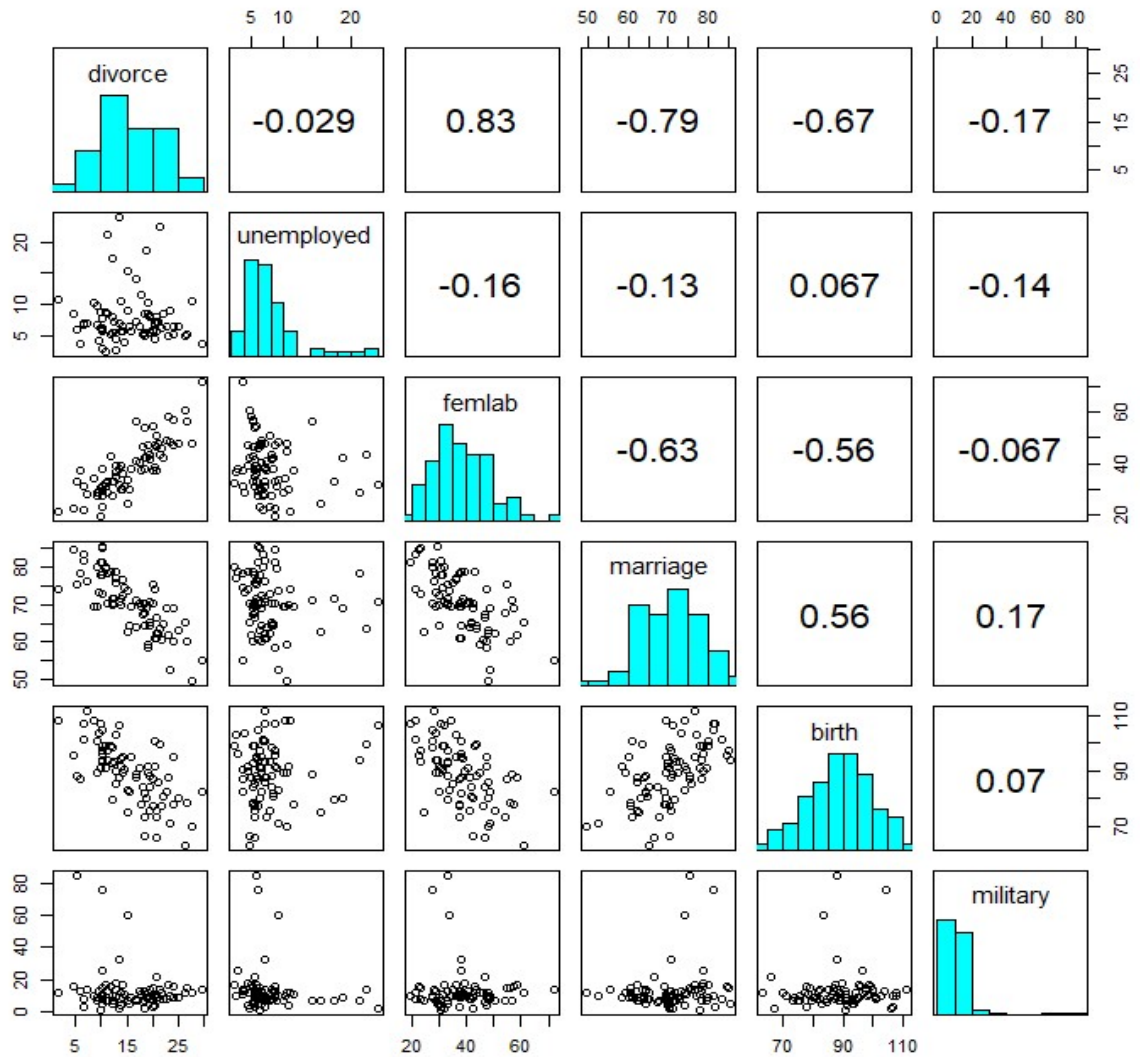 5 10 20 50 60 70 80 0 20 40 60 80
divorce -0.029 0.83 -0.79 -0.67 -0.17 5 15 25
5 10 20 unemployed -0.16 -0.13 0.067 -0.14
femlab -0.63 -0.56 -0.067 20 40 60
50 60 70 80 marriage 0.56 0.17
birth 0.07 70 90 110
0 20 40 60 80 military
5 15 25 20 40 60 70 90 110